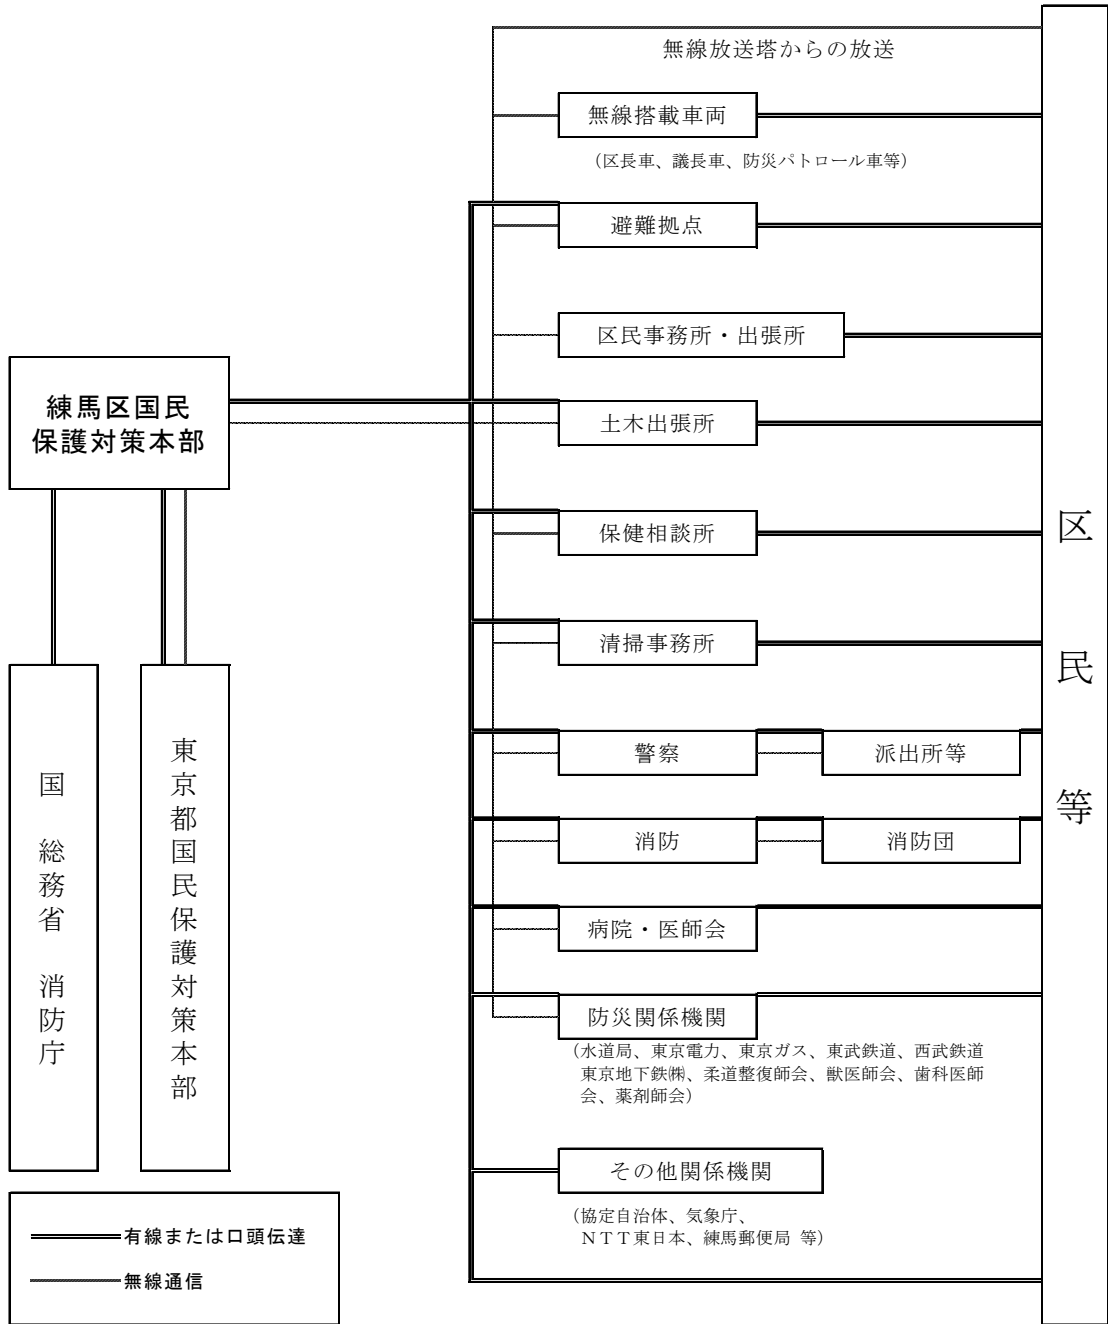 無線放送塔からの放送
無線搭載車両
（区長車、議長車、防災パトロール車等）
避難拠点
区民事務所・出張所
練馬区国民
保護対策本部
土木出張所
保健相談所
清掃事務所
警察
派出所等
消防
消防団
病院・医師会
防災関係機関
（水道局、東京電力、東京ガス、東武鉄道、西武鉄道
東京地下鉄㈱、柔道整復師会、獣医師会、歯科医師
会、薬剤師会）
その他関係機関
（協定自治体、気象庁、
ＮＴＴ東日本、練馬郵便局 等）
区民等
国 総務省 消防庁
東京都国民保護対策本部
有線または口頭伝達
無線通信